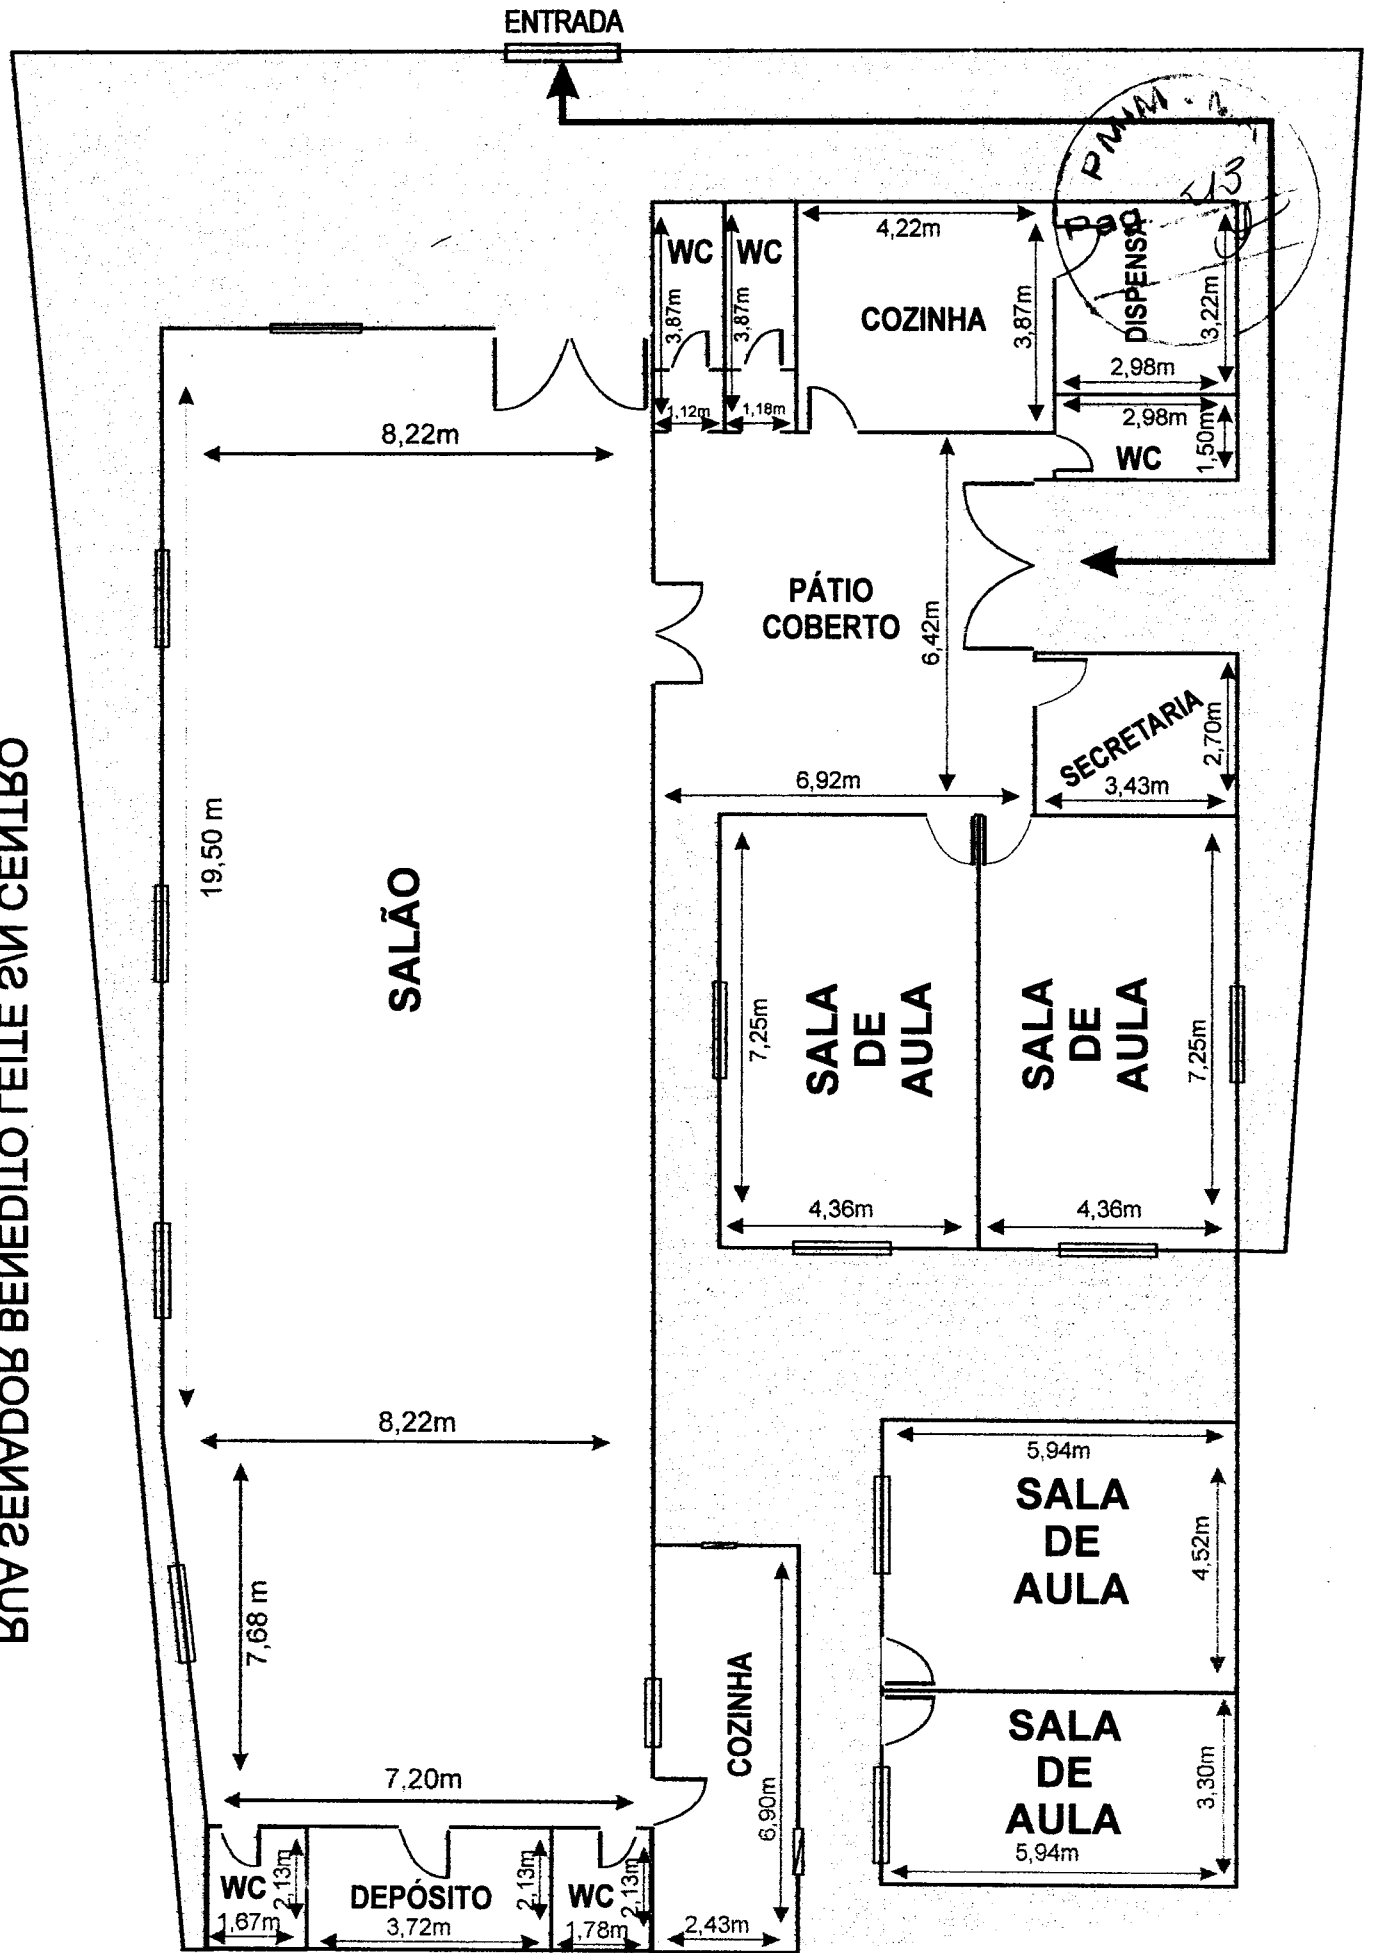 ENTRADA
PMNM
Pag.
213
WC
WC
3,87m
3,87m
1,12m
1,18m
4,22m
COZINHA
3,87m
DISPENSA
3,22m
2,98m
2,98m
WC
1,50m
8,22m
PÁTIO
COBERTO
6,42m
6,92m
SECRETARIA
2,70m
3,43m
19,50 m
SALÃO
7,25m
SALA
DE
AULA
4,36m
SALA
DE
AULA
7,25m
4,36m
RUA SENADOR BENEDITO LEITE S/N CENTRO
8,22m
7,68 m
7,20m
5,94m
SALA
DE
AULA
4,52m
SALA
DE
AULA
3,30m
5,94m
COZINHA
6,90m
2,43m
WC
2,13m
1,67m
DEPÓSITO
2,13m
3,72m
WC
2,13m
1,78m